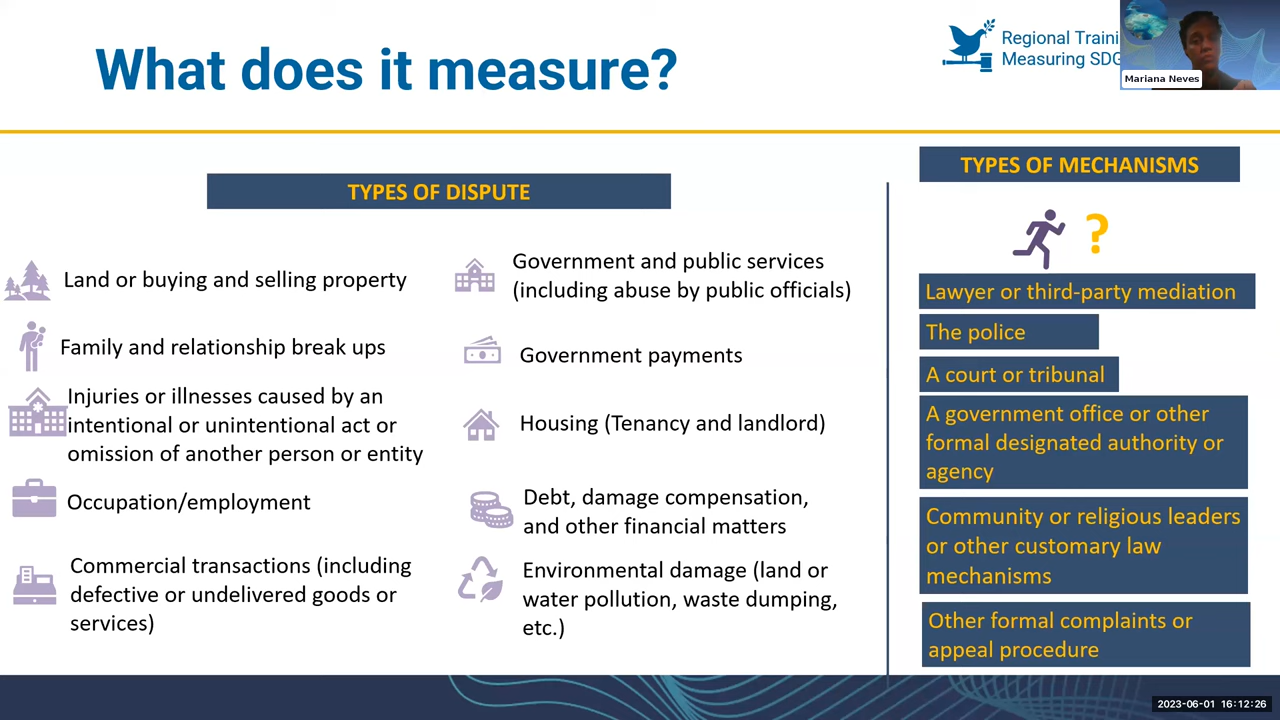 What does it measure?
Regional Traini
Measuring SDG
Mariana Neves
TYPES OF DISPUTE
Land or buying and selling property
Family and relationship break ups
Injuries or illnesses caused by an
intentional or unintentional act or
omission of another person or entity
Occupation/employment
Commercial transactions (including
defective or undelivered goods or
services)
Government and public services
(including abuse by public officials)
Government payments
Housing (Tenancy and landlord)
Debt, damage compensation,
and other financial matters
Environmental damage (land or
water pollution, waste dumping,
etc.)
TYPES OF MECHANISMS
?
Lawyer or third-party mediation
The police
A court or tribunal
A government office or other
formal designated authority or
agency
Community or religious leaders
or other customary law
mechanisms
Other formal complaints or
appeal procedure
2023-06-01 16:12:26